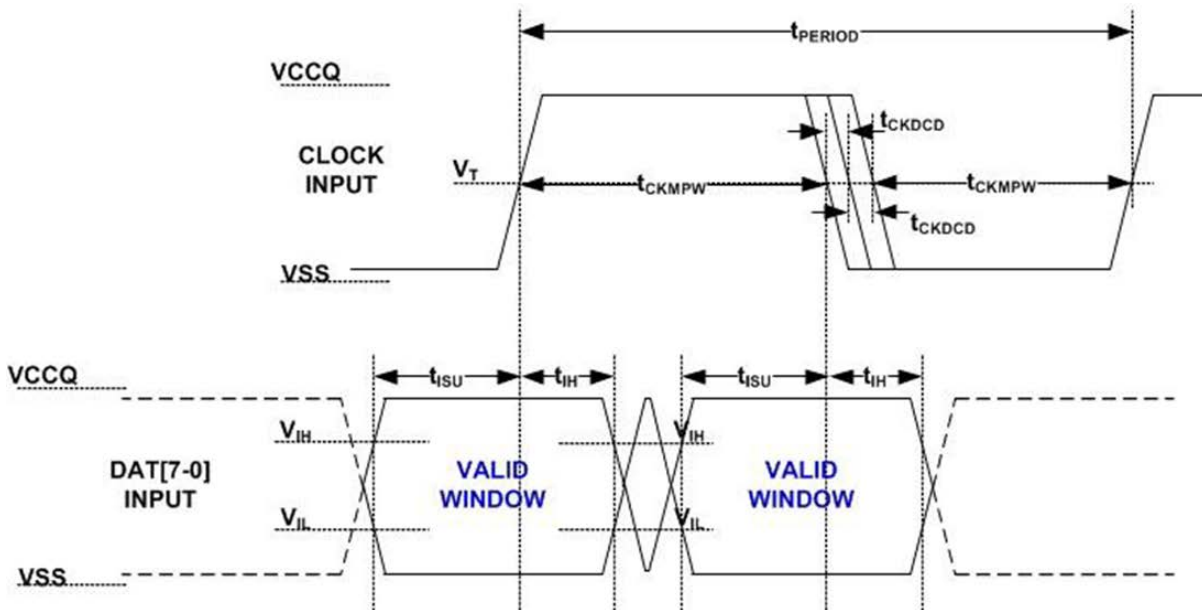 tPERIOD
VCCQ
tCKDCD
CLOCK
INPUT
VT
tCKMPW
tCKMPW
tCKDCD
VSS
VCCQ
tISU
tIH
tISU
tIH
VIH
VIH
DAT[7-0]
INPUT
VALID
WINDOW
VALID
WINDOW
VIL
VIL
VSS